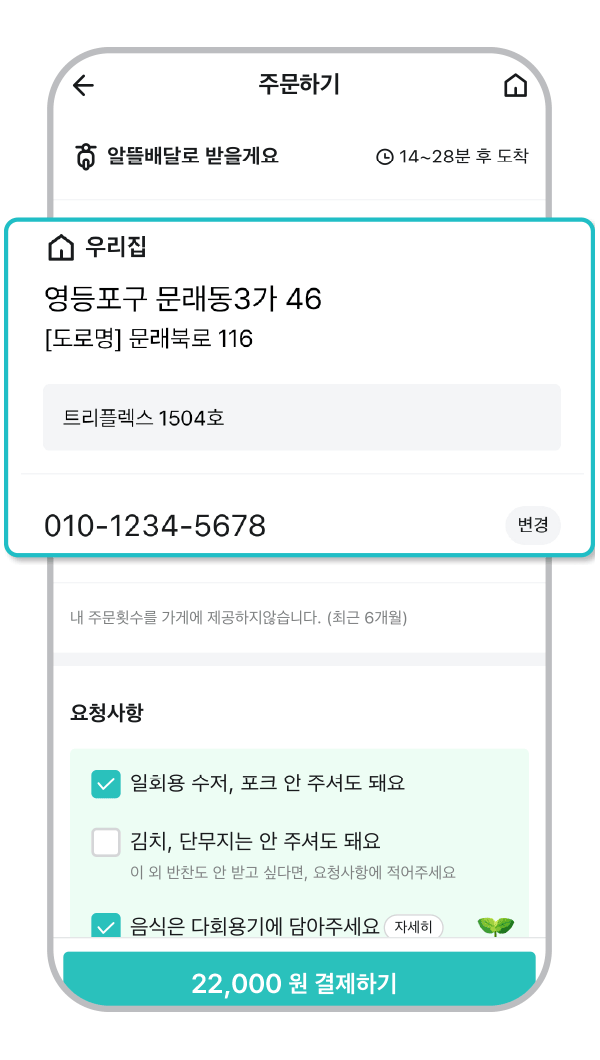 주문하기
알뜰배달로 받을게요 14~28분 후 도착
우리집
영등포구 문래동3가 46
[도로명] 문래북로 116
트리플렉스 1504호
010-1234-5678 변경
내 주문횟수를 가게에 제공하지않습니다. (최근 6개월)
요청사항
일회용 수저, 포크 안 주셔도 돼요
김치, 단무지는 안 주셔도 돼요
이 외 반찬도 안 받고 싶다면, 요청사항에 적어주세요
음식은 다회용기에 담아주세요 자세히
22,000 원 결제하기